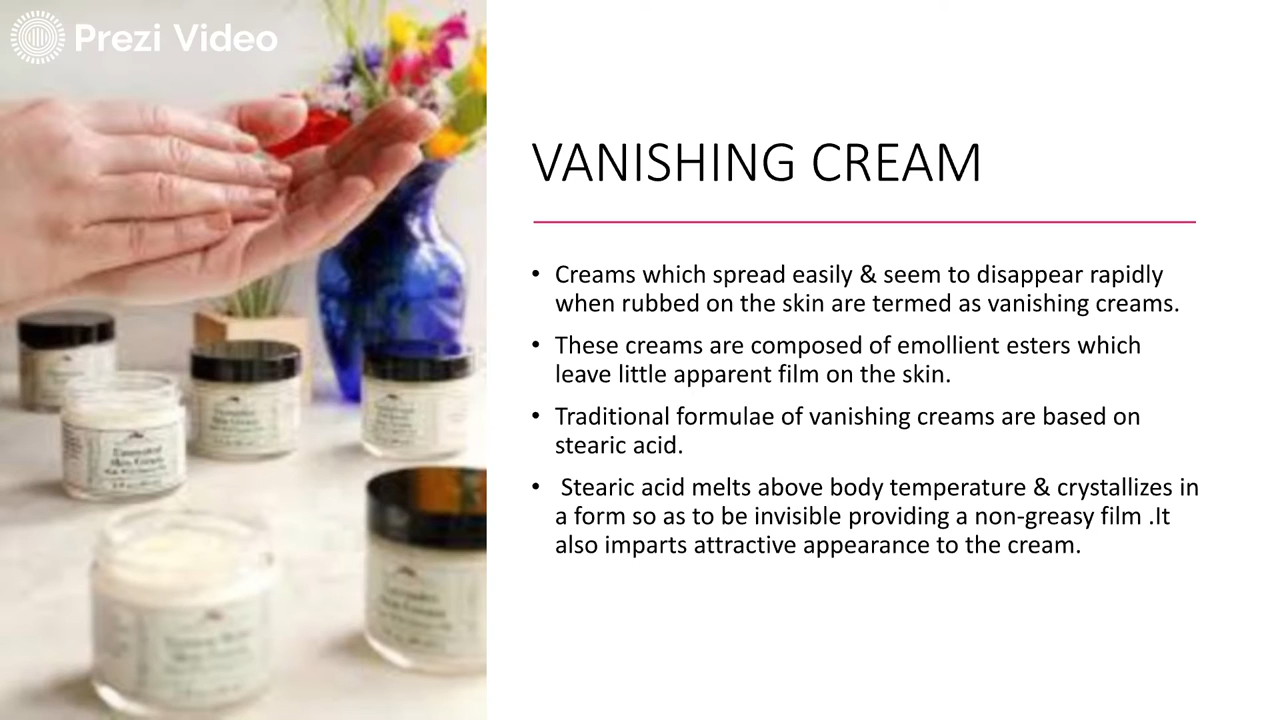 Prezi Video
VANISHING CREAM
• Creams which spread easily & seem to disappear rapidly
when rubbed on the skin are termed as vanishing creams.
• These creams are composed of emollient esters which
leave little apparent film on the skin.
• Traditional formulae of vanishing creams are based on
stearic acid.
• Stearic acid melts above body temperature & crystallizes in
a form so as to be invisible providing a non-greasy film .It
also imparts attractive appearance to the cream.